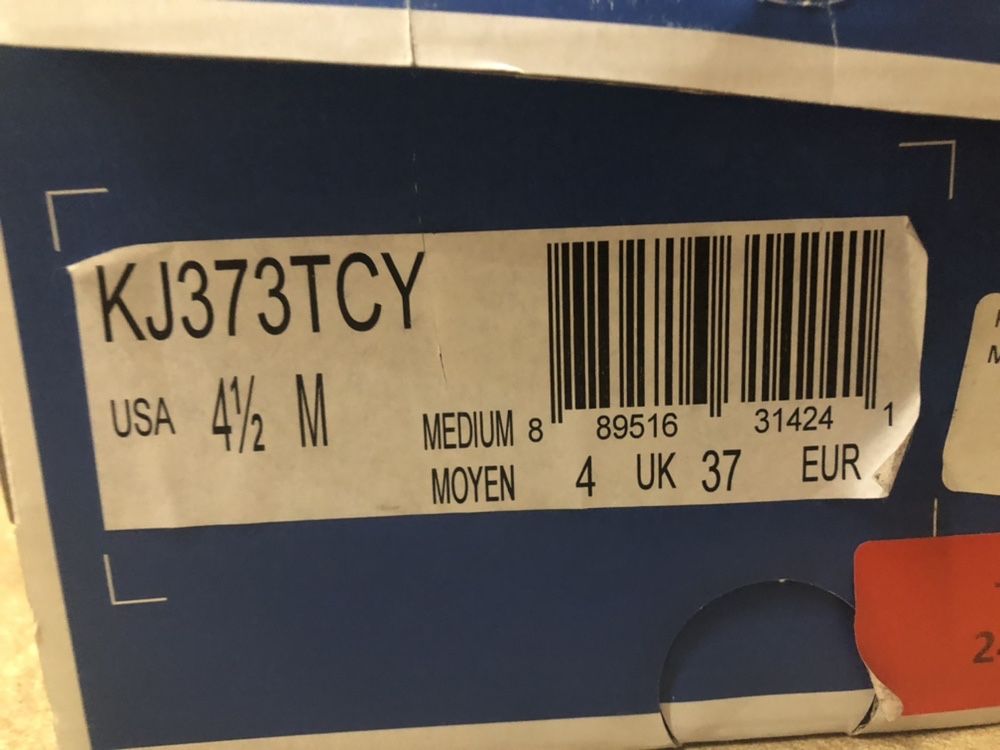 KJ373TCY
USA 4½ M
MEDIUM 8 89516 31424 1
MOYEN 4 UK 37 EUR